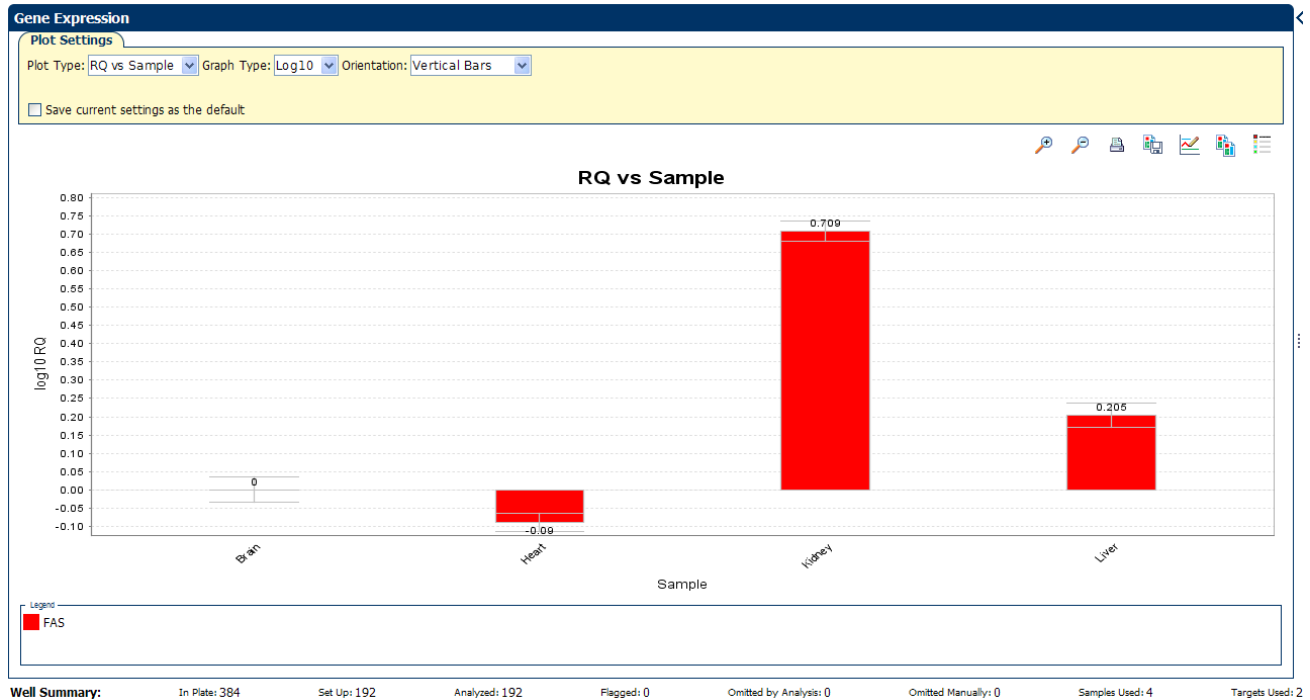 Gene Expression
Plot Settings
Plot Type: RQ vs Sample Graph Type: Log10 Orientation: Vertical Bars
Save current settings as the default
RQ vs Sample
0.80
0.75
0.70
0.65
0.60
0.55
0.50
0.45
0.40
0.35
0.30
0.25
0.20
0.15
0.10
0.05
0.00
-0.05
-0.10
log10 RQ
0
-0.09
0.709
0.205
Brain
Heart
Kidney
Liver
Sample
Legend
FAS
Well Summary: In Plate: 384 Set Up: 192 Analyzed: 192 Flagged: 0 Omitted by Analysis: 0 Omitted Manually: 0 Samples Used: 4 Targets Used: 2